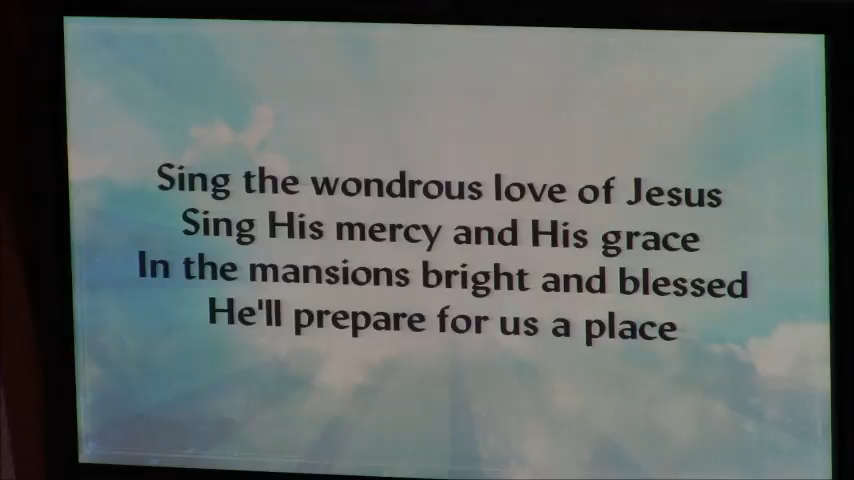 Sing the wondrous love of Jesus
Sing His mercy and His grace
In the mansions bright and blessed
He'll prepare for us a place